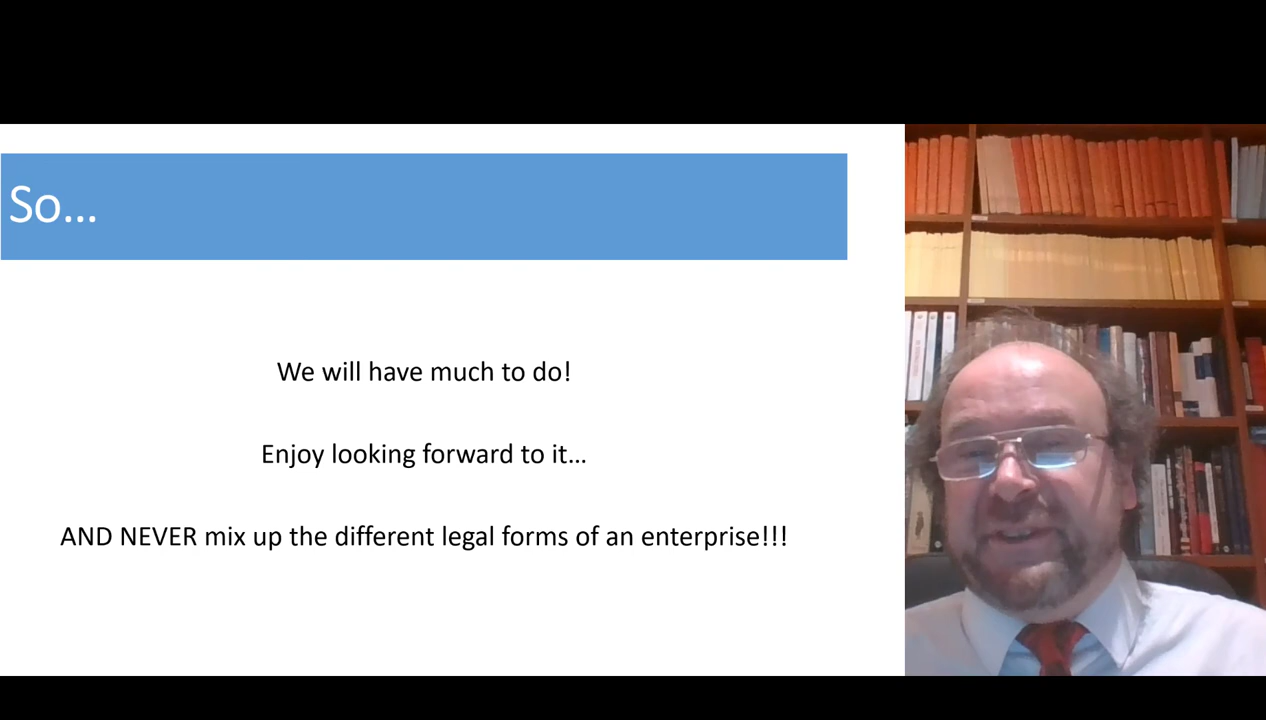 So…
We will have much to do!
Enjoy looking forward to it…
AND NEVER mix up the different legal forms of an enterprise!!!